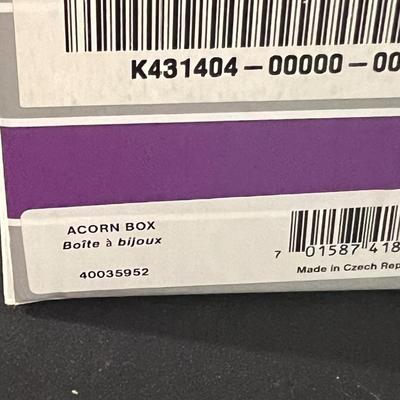 K431404-00000-00
ACORN BOX
Boîte à bijoux
40035952
7 01587 418
Made in Czech Rep